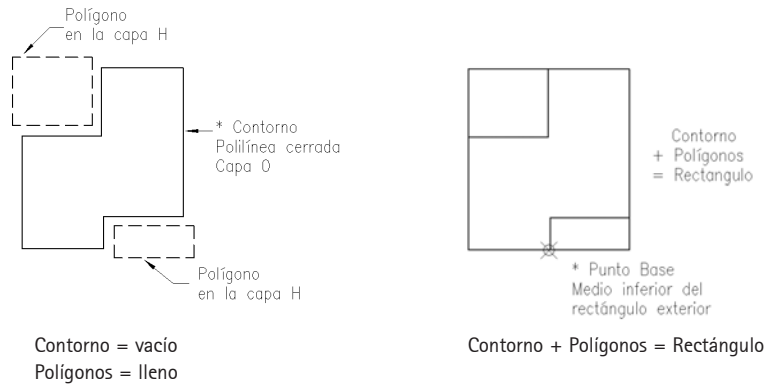 Polígono
en la capa H
* Contorno
Polilínea cerrada
Capa 0
Polígono
en la capa H
Contorno = vacío
Polígonos = lleno
Contorno
+ Polígonos
= Rectangulo
* Punto Base
Medio inferior del
rectángulo exterior
Contorno + Polígonos = Rectángulo